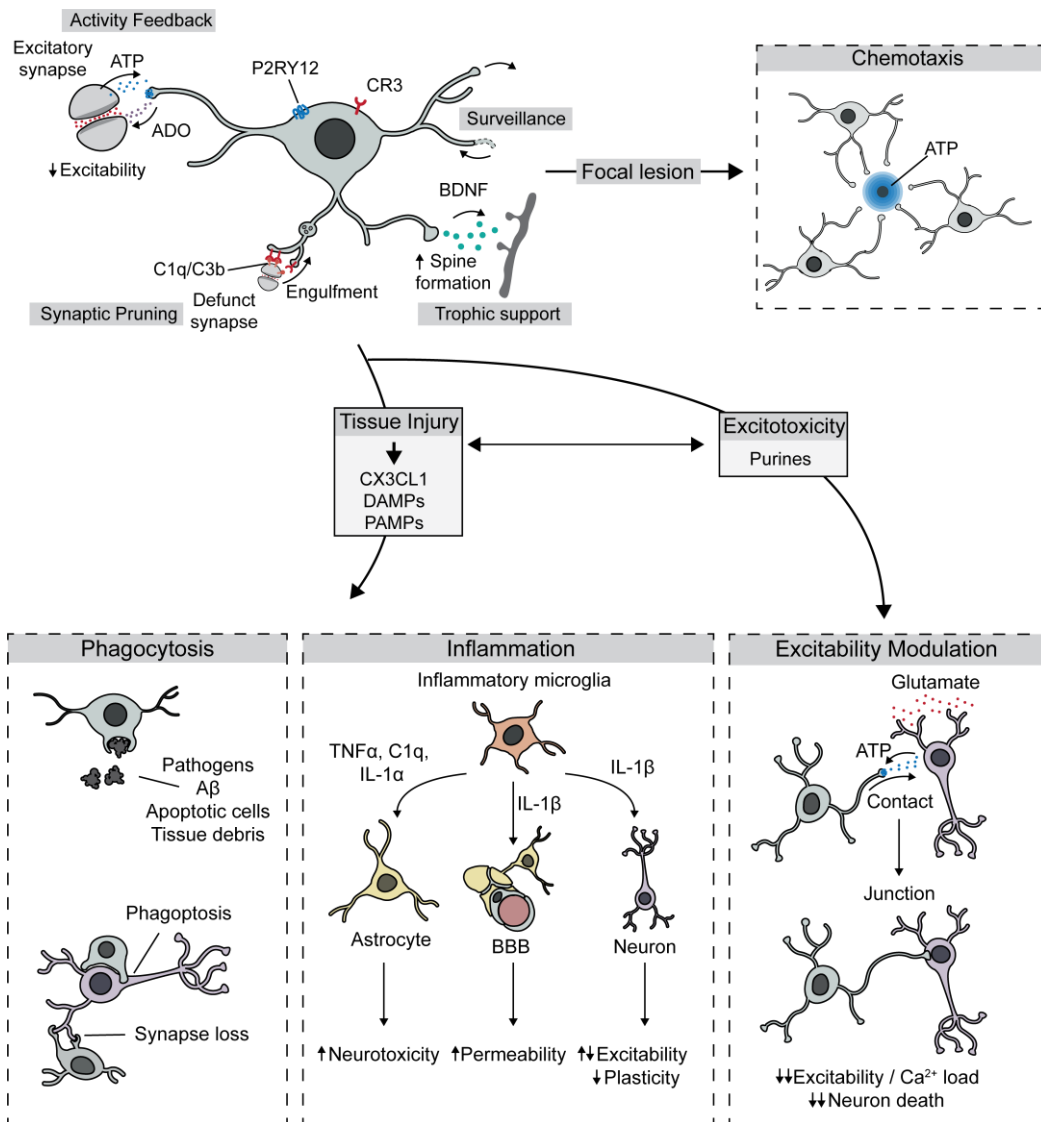 Activity Feedback
Excitatory
synapse
ATP
ADO
↓Excitability
P2RY12
CR3
Surveillance
BDNF
↑ Spine
formation
Trophic support
C1q/C3b
Engulfment
Defunct
synapse
Synaptic Pruning
Focal lesion
Chemotaxis
ATP
Tissue Injury
CX3CL1
DAMPs
PAMPs
Excitotoxicity
Purines
Phagocytosis
Pathogens
Aβ
Apoptotic cells
Tissue debris
Phagoptosis
Synapse loss
Inflammation
Inflammatory microglia
TNFα, C1q,
IL-1α
IL-1β
IL-1β
Astrocyte
BBB
Neuron
↑Neurotoxicity
↑Permeability
↑↓Excitability
↓Plasticity
Excitability Modulation
Glutamate
ATP
Contact
Junction
↓↓Excitability / Ca²⁺ load
↓↓Neuron death